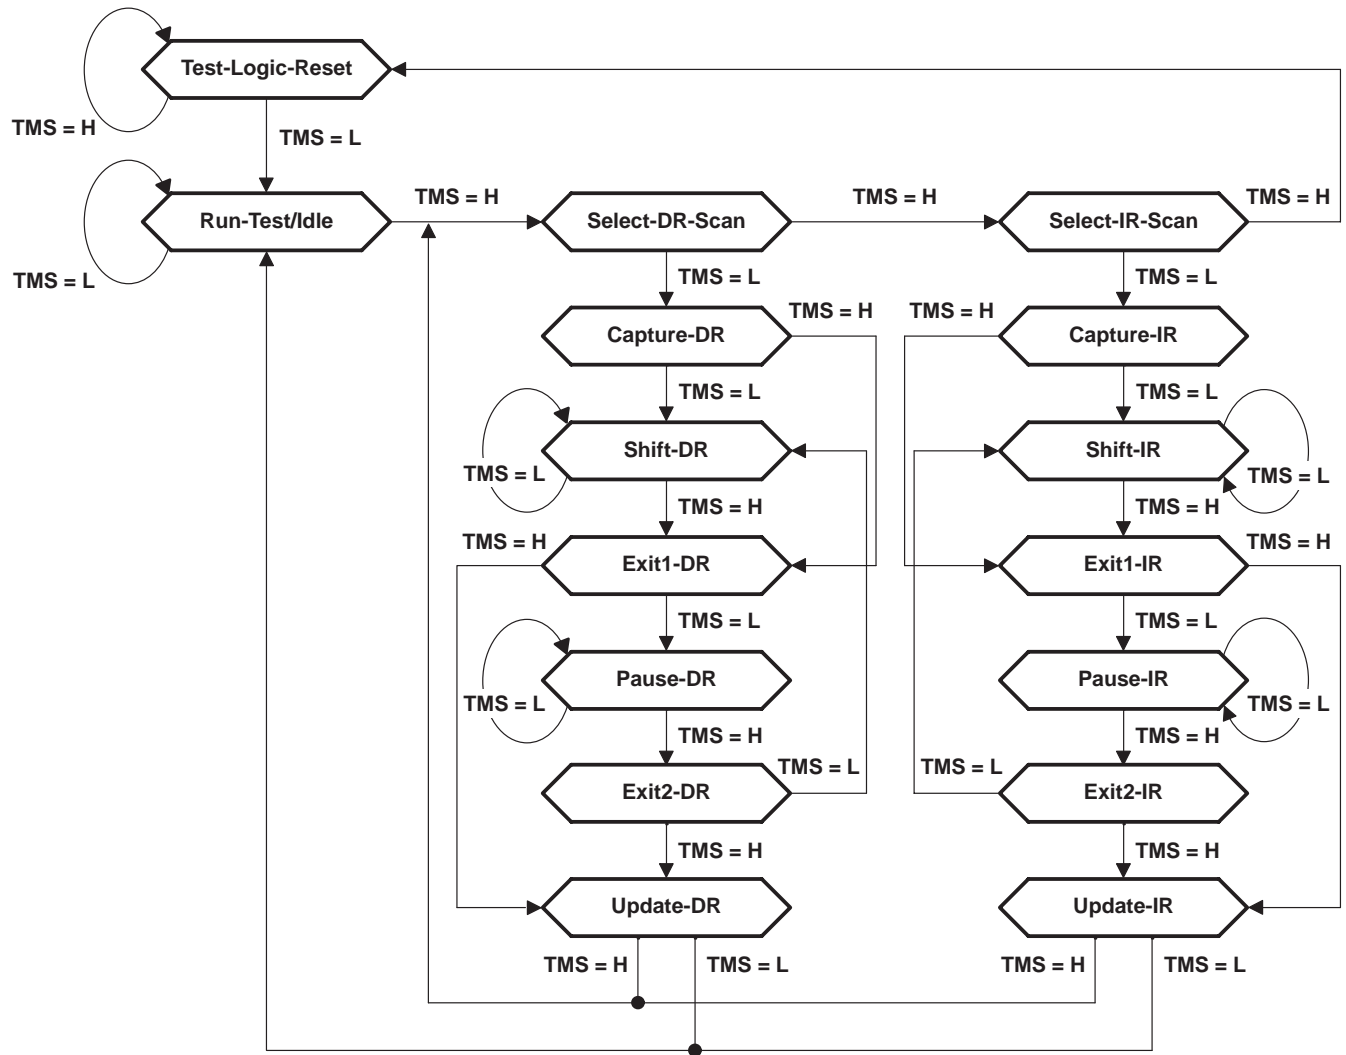 Test-Logic-Reset
TMS = H
TMS = L
TMS = H
TMS = H
TMS = H
Run-Test/Idle
Select-DR-Scan
Select-IR-Scan
TMS = L
TMS = L
TMS = L
TMS = H
TMS = H
Capture-DR
Capture-IR
TMS = L
TMS = L
Shift-DR
Shift-IR
TMS = L
TMS = L
TMS = H
TMS = H
TMS = H
TMS = H
Exit1-DR
Exit1-IR
TMS = L
TMS = L
Pause-DR
Pause-IR
TMS = L
TMS = L
TMS = H
TMS = H
TMS = L
TMS = L
Exit2-DR
Exit2-IR
TMS = H
TMS = H
Update-DR
Update-IR
TMS = H
TMS = L
TMS = H
TMS = L